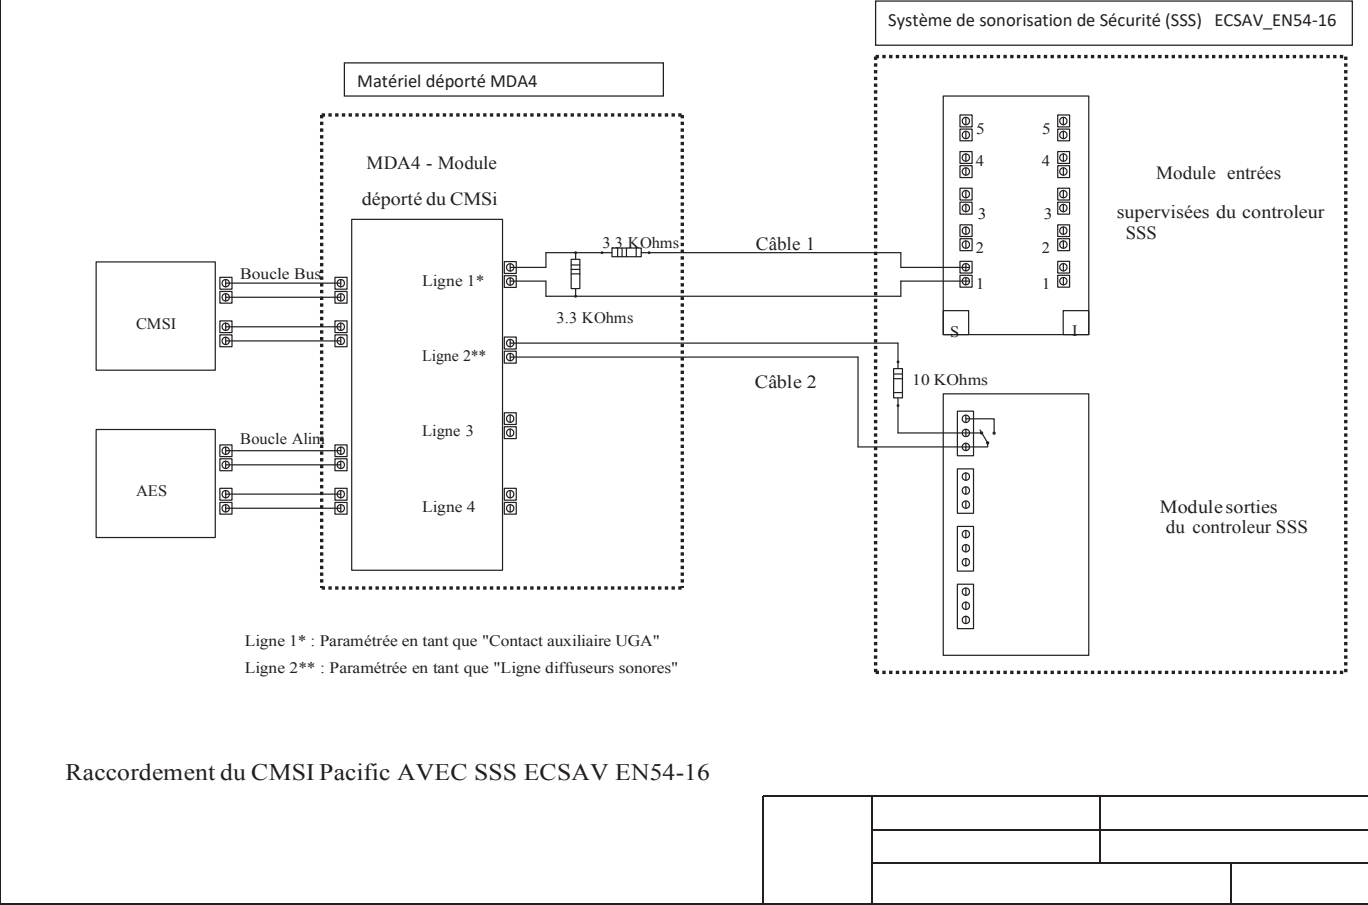 Système de sonorisation de Sécurité (SSS) ECSAV_EN54-16
Matériel déporté MDA4
MDA4 - Module
déporté du CMSi
5 5
4 4
3 3
2 2
1 1
S I
Module entrées
supervisées du controleur
SSS
3.3 KOhms
Câble 1
Boucle Bus
Ligne 1*
CMSI
3.3 KOhms
Ligne 2**
Câble 2
10 KOhms
Boucle Alim
Ligne 3
AES
Ligne 4
Module sorties
du controleur SSS
Ligne 1* : Paramétrée en tant que "Contact auxiliaire UGA"
Ligne 2** : Paramétrée en tant que "Ligne diffuseurs sonores"
Raccordement du CMSI Pacific AVEC SSS ECSAV EN54-16